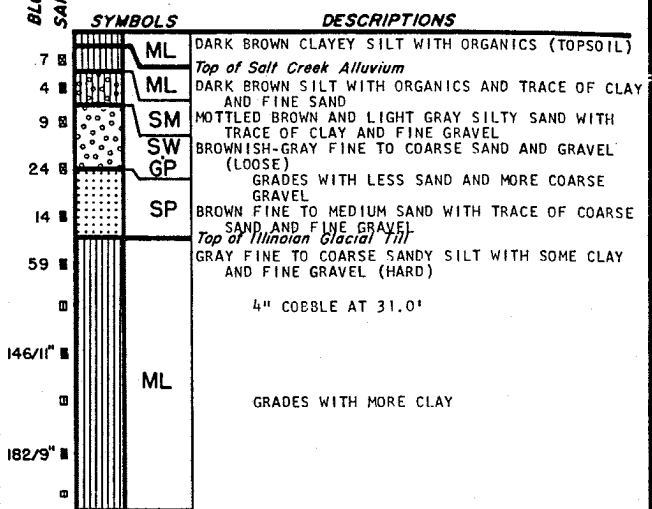 BLO
SA
SYMBOLS DESCRIPTIONS
ML DARK BROWN CLAYEY SILT WITH ORGANICS (TOPSOIL)
7
Top of Salt Creek Alluvium
4 ML DARK BROWN SILT WITH ORGANICS AND TRACE OF CLAY
AND FINE SAND
9 SM MOTTLED BROWN AND LIGHT GRAY SILTY SAND WITH
TRACE OF CLAY AND FINE GRAVEL
SW BROWNISH-GRAY FINE TO COARSE SAND AND GRAVEL
24 GP (LOOSE)
GRADES WITH LESS SAND AND MORE COARSE
GRAVEL
14 SP BROWN FINE TO MEDIUM SAND WITH TRACE OF COARSE
SAND AND FINE GRAVEL
Top of Illinoian Glacial Till
59 GRAY FINE TO COARSE SANDY SILT WITH SOME CLAY
AND FINE GRAVEL (HARD)
4" COBBLE AT 31.0'
146/11"
ML
GRADES WITH MORE CLAY
182/9"